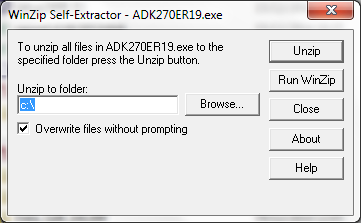 WinZip Self-Extractor - ADK270ER19.exe
To unzip all files in ADK270ER19.exe to the
specified folder press the Unzip button.
Unzip to folder:
c:\
Browse...
Overwrite files without prompting
Unzip
Run WinZip
Close
About
Help